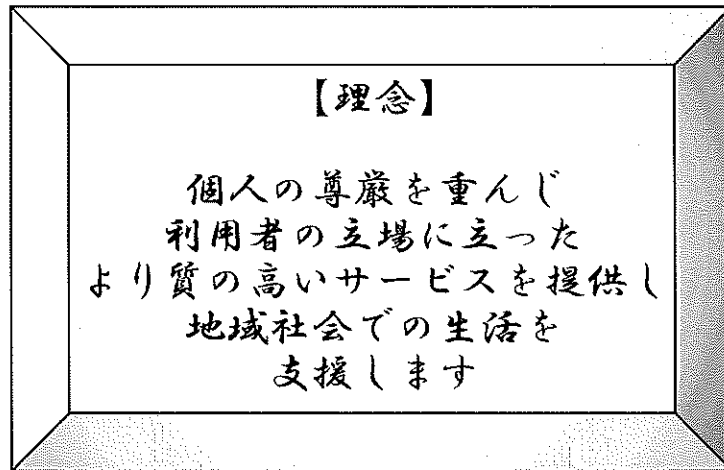 【理念】
個人の尊厳を重んじ
利用者の立場に立った
より質の高いサービスを提供し
地域社会での生活を
支援します